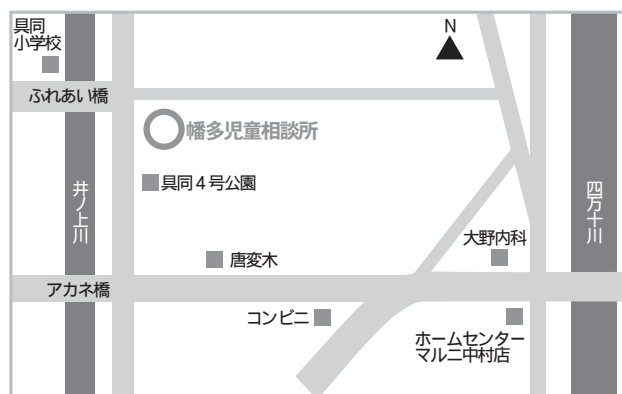 具同
小学校
N
ふれあい橋
幡多児童相談所
具同4号公園
井ノ上川
四万十川
大野内科
唐変木
アカネ橋
コンビニ
ホームセンター
マルニ中村店